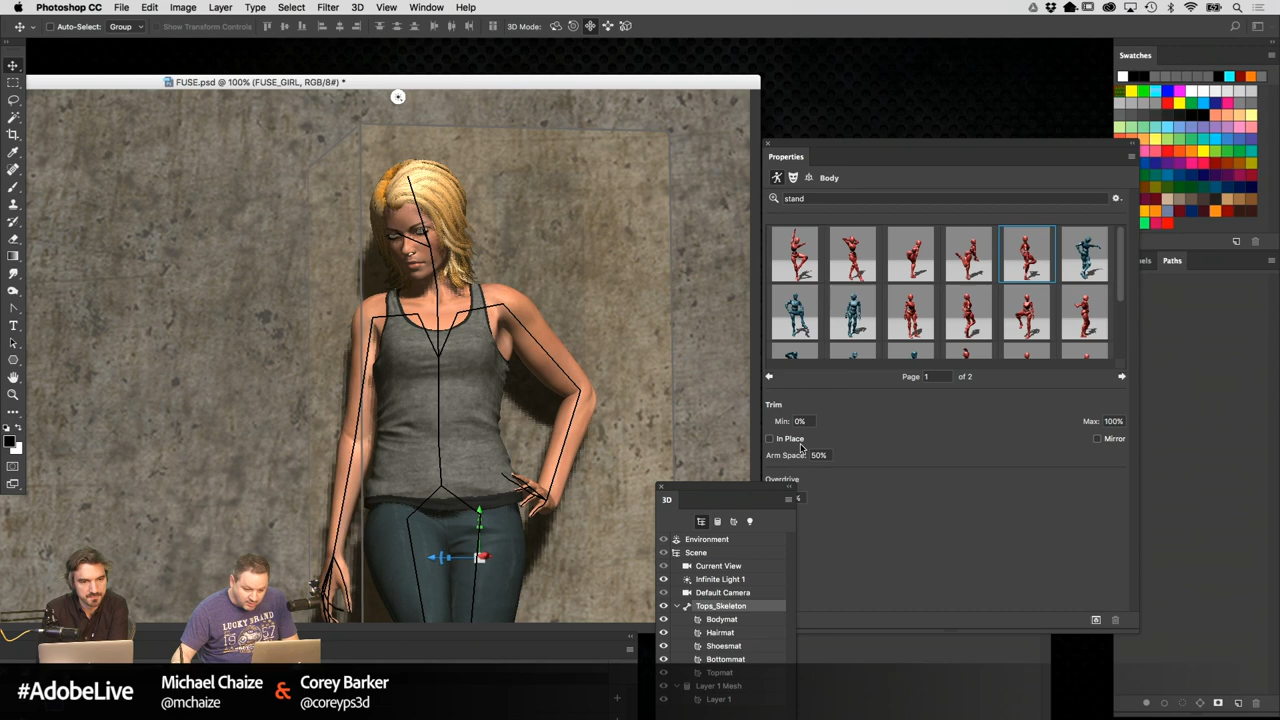 Photoshop CC File Edit Image Layer Type Select Filter 3D View Window Help
Auto-Select: Group Show Transform Controls 3D Mode:
FUSE.psd @ 100% (FUSE_GIRL, RGB/8#) *
Swatches
Properties
Body
stand
Paths
Page 1 of 2
Trim
Min: 0% Max: 100%
In Place Mirror
Arm Space: 50%
Overdrive
3D
Environment
Scene
Current View
Infinite Light 1
Default Camera
Tops_Skeleton
Bodymat
Hairmat
Shoesmat
Bottommat
Topmat
Layer 1 Mesh
Layer 1
LUCKY BRAND
#AdobeLive
Michael Chaize & Corey Barker
@mchaize @coreyps3d